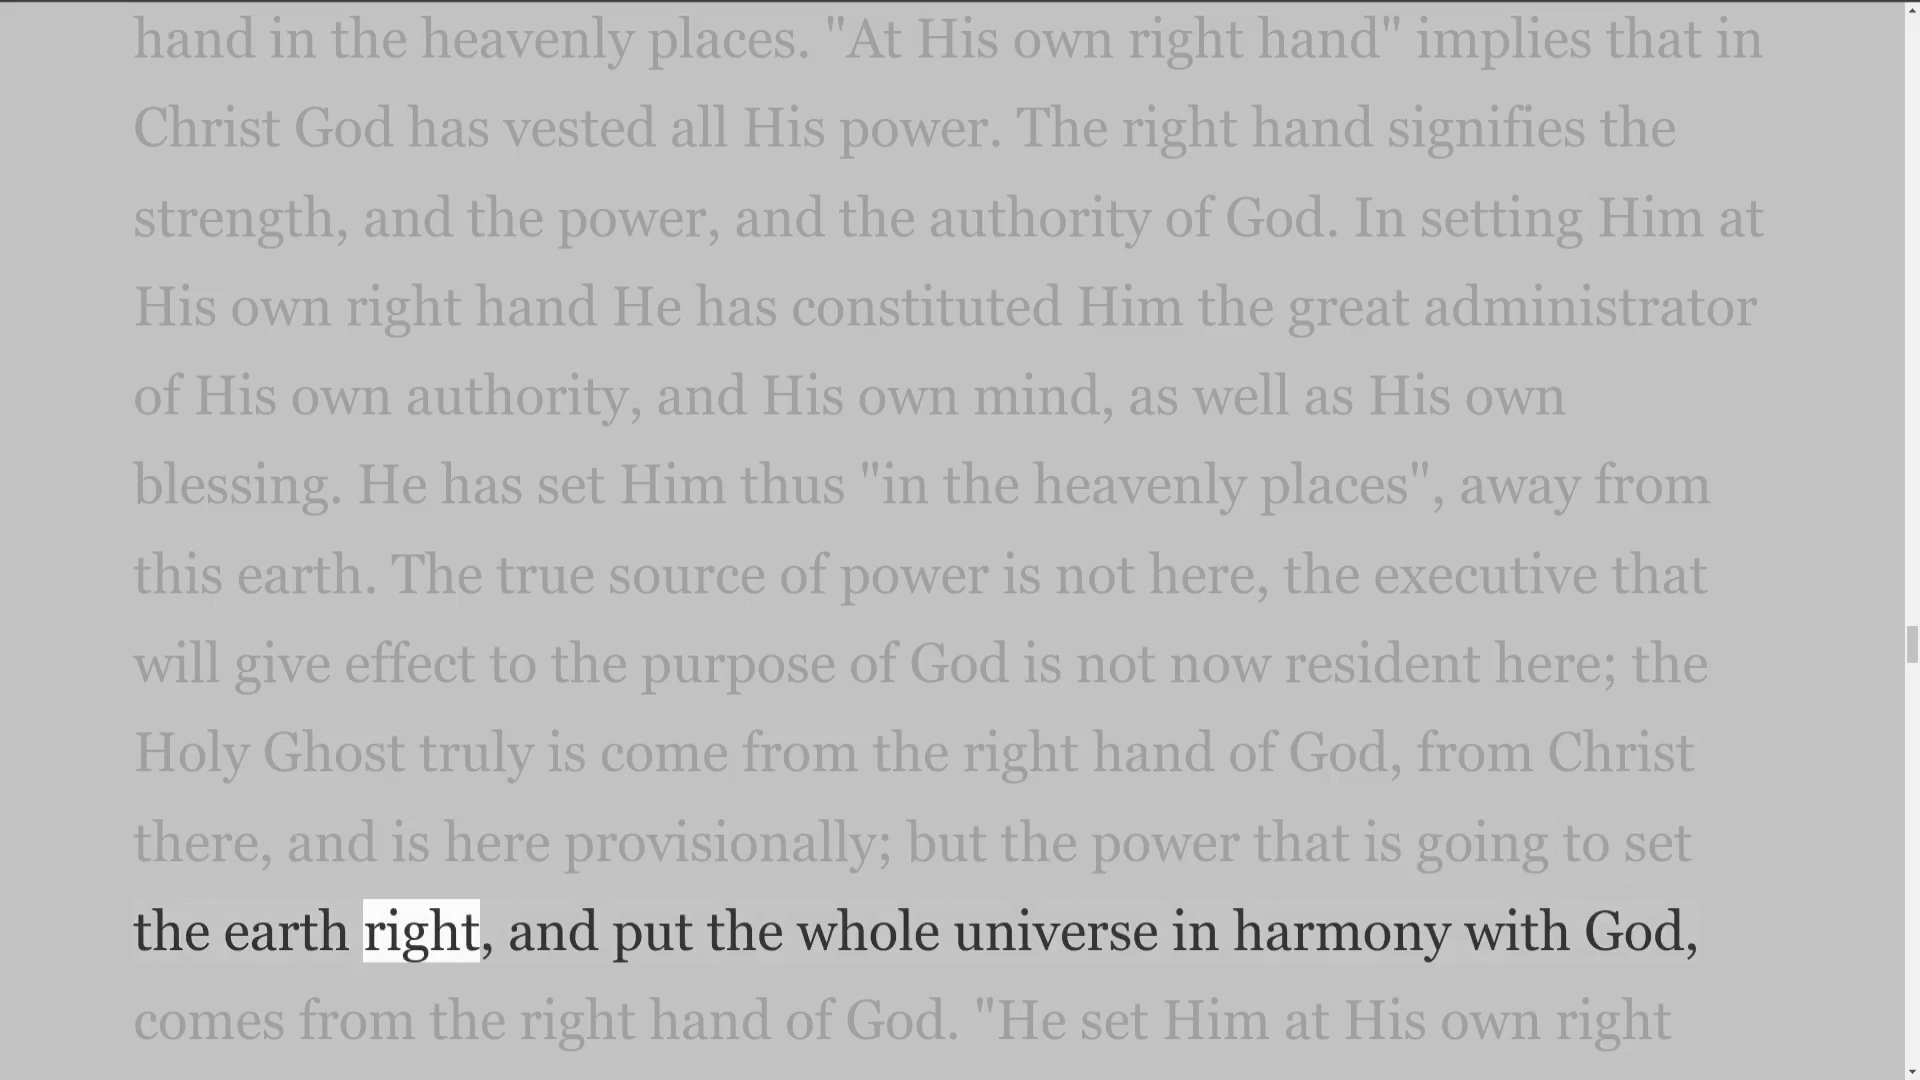 hand in the heavenly places. "At His own right hand" implies that in
Christ God has vested all His power. The right hand signifies the
strength, and the power, and the authority of God. In setting Him at
His own right hand He has constituted Him the great administrator
of His own authority, and His own mind, as well as His own
blessing. He has set Him thus "in the heavenly places", away from
this earth. The true source of power is not here, the executive that
will give effect to the purpose of God is not now resident here; the
Holy Ghost truly is come from the right hand of God, from Christ
there, and is here provisionally; but the power that is going to set
the earth right, and put the whole universe in harmony with God,
comes from the right hand of God. "He set Him at His own right